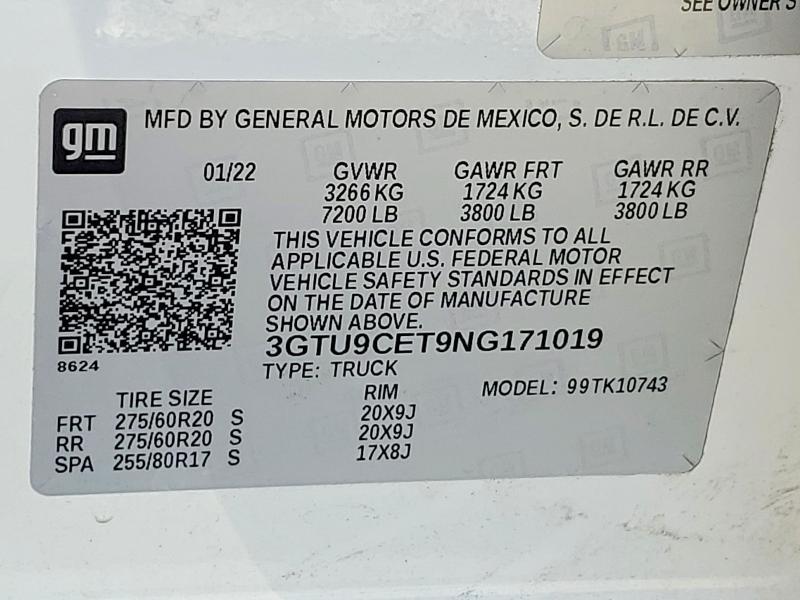 SEE OWNER'S
gm
MFD BY GENERAL MOTORS DE MEXICO, S. DE R.L. DE C.V.
01/22 GVWR GAWR FRT GAWR RR
3266 KG 1724 KG 1724 KG
7200 LB 3800 LB 3800 LB
THIS VEHICLE CONFORMS TO ALL
APPLICABLE U.S. FEDERAL MOTOR
VEHICLE SAFETY STANDARDS IN EFFECT
ON THE DATE OF MANUFACTURE
SHOWN ABOVE.
3GTU9CET9NG171019
8624
TYPE: TRUCK
TIRE SIZE RIM MODEL: 99TK10743
FRT 275/60R20 S 20X9J
RR 275/60R20 S 20X9J
SPA 255/80R17 S 17X8J